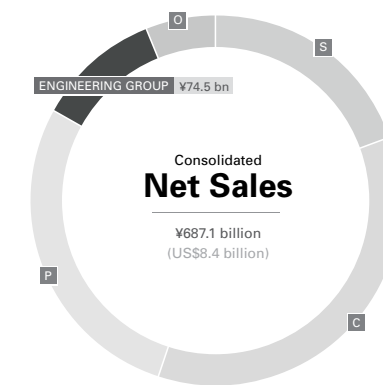 O
S
ENGINEERING GROUP ¥74.5 bn
Consolidated
Net Sales
¥687.1 billion
(US$8.4 billion)
P
C